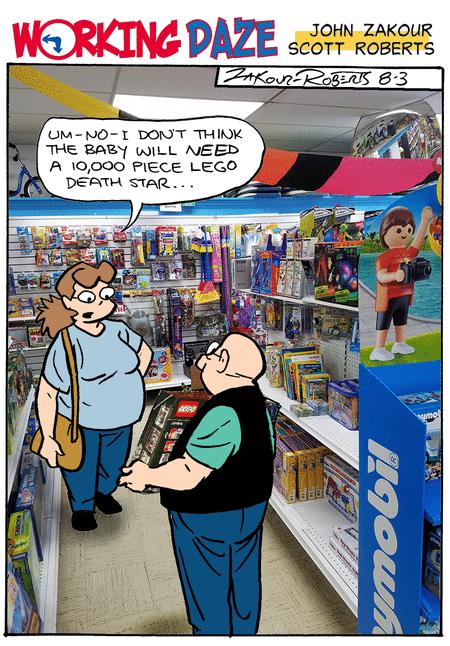 WORKING DAZE
JOHN ZAKOUR
SCOTT ROBERTS
ZAKOUR-ROBERTS 8-3
UM-NO-I DON'T THINK
THE BABY WILL NEED
A 10,000 PIECE LEGO
DEATH STAR...
LEGO
playmobil
ymobil®